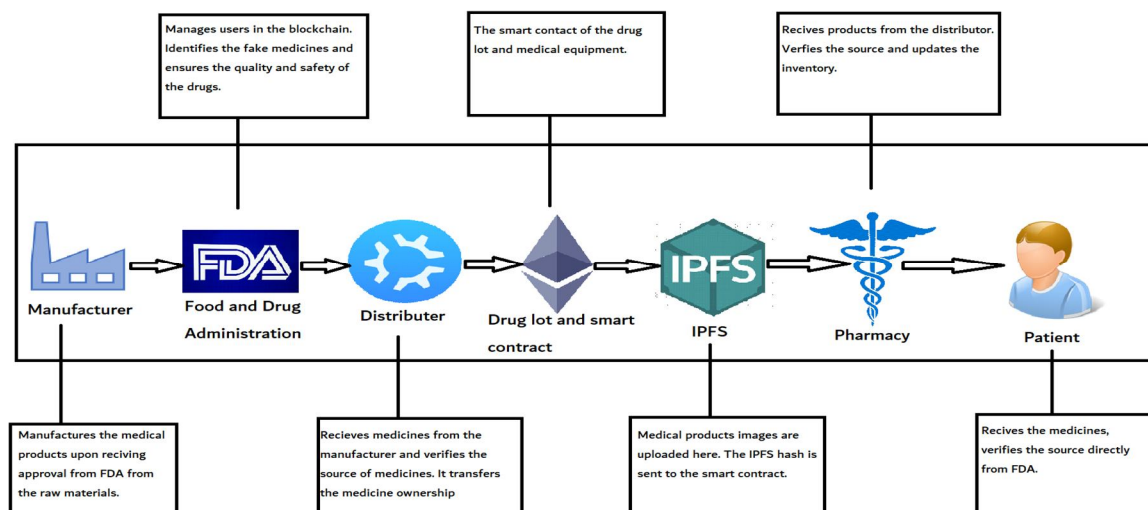 Manages users in the blockchain.
Identifies the fake medicines and
ensures the quality and safety of
the drugs.
The smart contact of the drug
lot and medical equipment.
Recives products from the distributor.
Verfies the source and updates the
inventory.
FDA
IPFS
Manufacturer
Food and Drug
Administration
Distributer
Drug lot and smart
contract
IPFS
Pharmacy
Patient
Manufactures the medical
products upon reciving
approval from FDA from
the raw materials.
Recieves medicines from the
manufacturer and verifies the
source of medicines. It transfers
the medicine ownership
Medical products images are
uploaded here. The IPFS hash is
sent to the smart contract.
Recives the medicines,
verifies the source directly
from FDA.